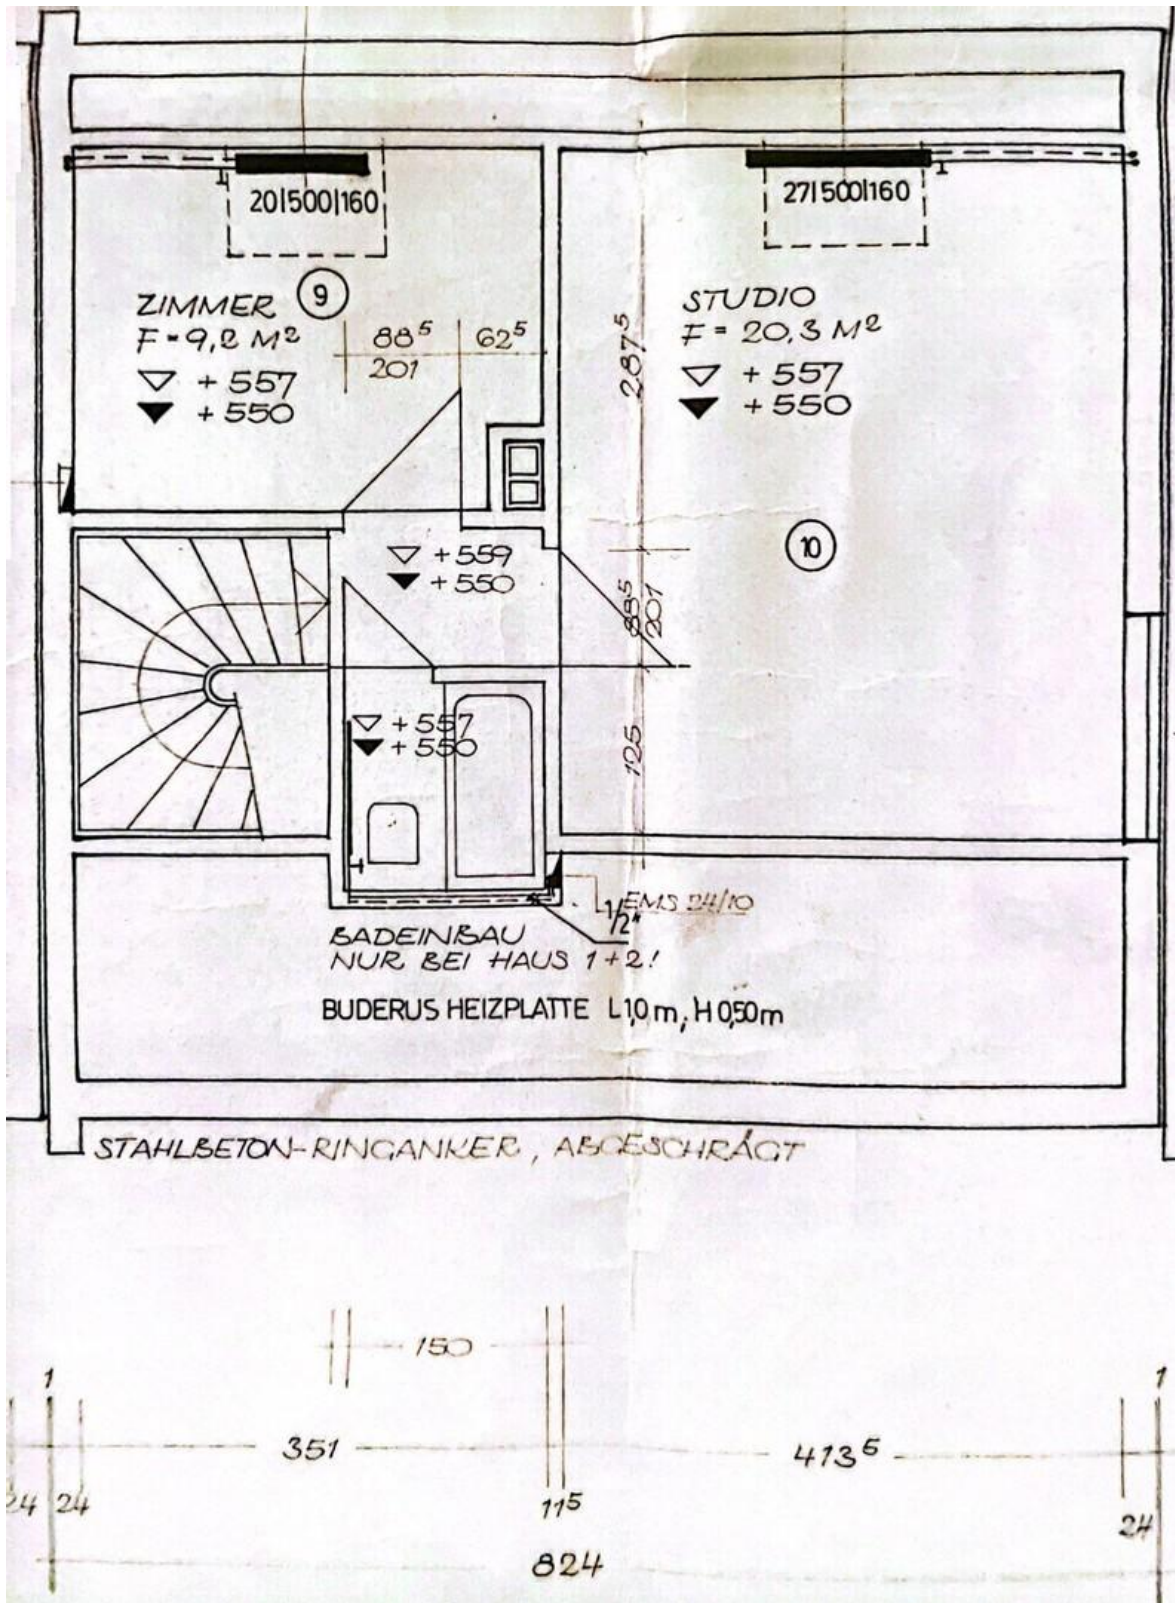 20|500|160
27|500|160
ZIMMER 9
F = 9,2 M²
+ 557
+ 550
88⁵ 62⁵
201
287⁵
STUDIO
F = 20,3 M²
+ 557
+ 550
10
+ 559
+ 550
88⁵
201
+ 557
+ 550
125
EMS 24/10
1/2"
BADEINBAU
NUR BEI HAUS 1+2!
BUDERUS HEIZPLATTE L 1,0 m; H 0,50 m
STAHLBETON-RINGANKER, ABGESCHRÄGT
150
1 1
351 413⁵
24 24 11⁵ 24
824